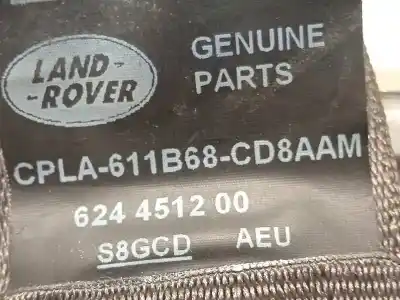 LAND-
-ROVER
GENUINE
PARTS
CPLA-611B68-CD8AAM
624 4512 00
S8GCD AEU